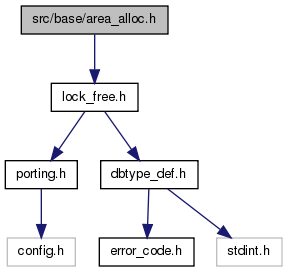 src/base/area_alloc.h
lock_free.h
porting.h
dbtype_def.h
config.h
error_code.h
stdint.h